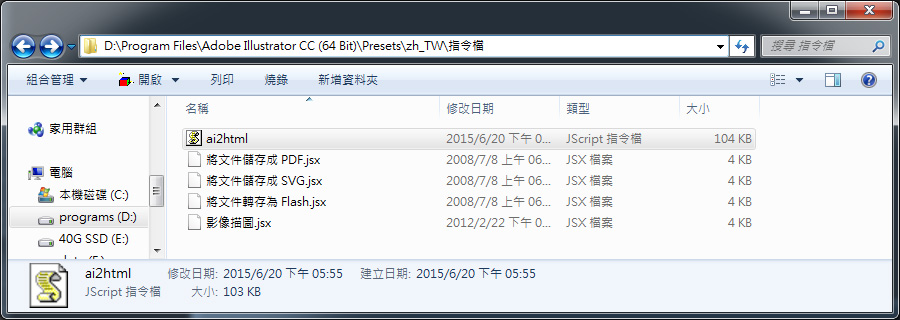 D:\Program Files\Adobe Illustrator CC (64 Bit)\Presets\zh_TW\指令檔
搜尋 指令檔
組合管理 開啟 列印 燒錄 新增資料夾
名稱 修改日期 類型 大小
家用群組
電腦
本機磁碟 (C:)
programs (D:)
40G SSD (E:)
ai2html 2015/6/20 下午 0... JScript 指令檔 104 KB
將文件儲存成 PDF.jsx 2008/7/8 上午 06... JSX 檔案 4 KB
將文件儲存成 SVG.jsx 2008/7/8 上午 06... JSX 檔案 4 KB
將文件轉存為 Flash.jsx 2008/7/8 上午 06... JSX 檔案 4 KB
影像描圖.jsx 2012/2/22 下午 0... JSX 檔案 4 KB
ai2html 修改日期: 2015/6/20 下午 05:55 建立日期: 2015/6/20 下午 05:55
JScript 指令檔 大小: 103 KB